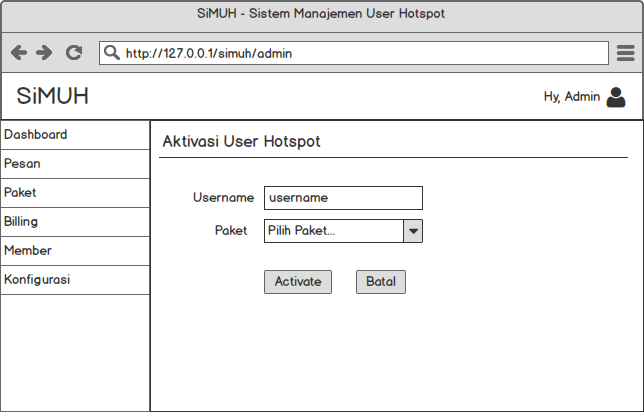 SiMUH - Sistem Manajemen User Hotspot
http://127.0.0.1/simuh/admin
SiMUH
Hy, Admin
Dashboard
Pesan
Paket
Billing
Member
Konfigurasi
Aktivasi User Hotspot
Username username
Paket Pilih Paket...
Activate Batal